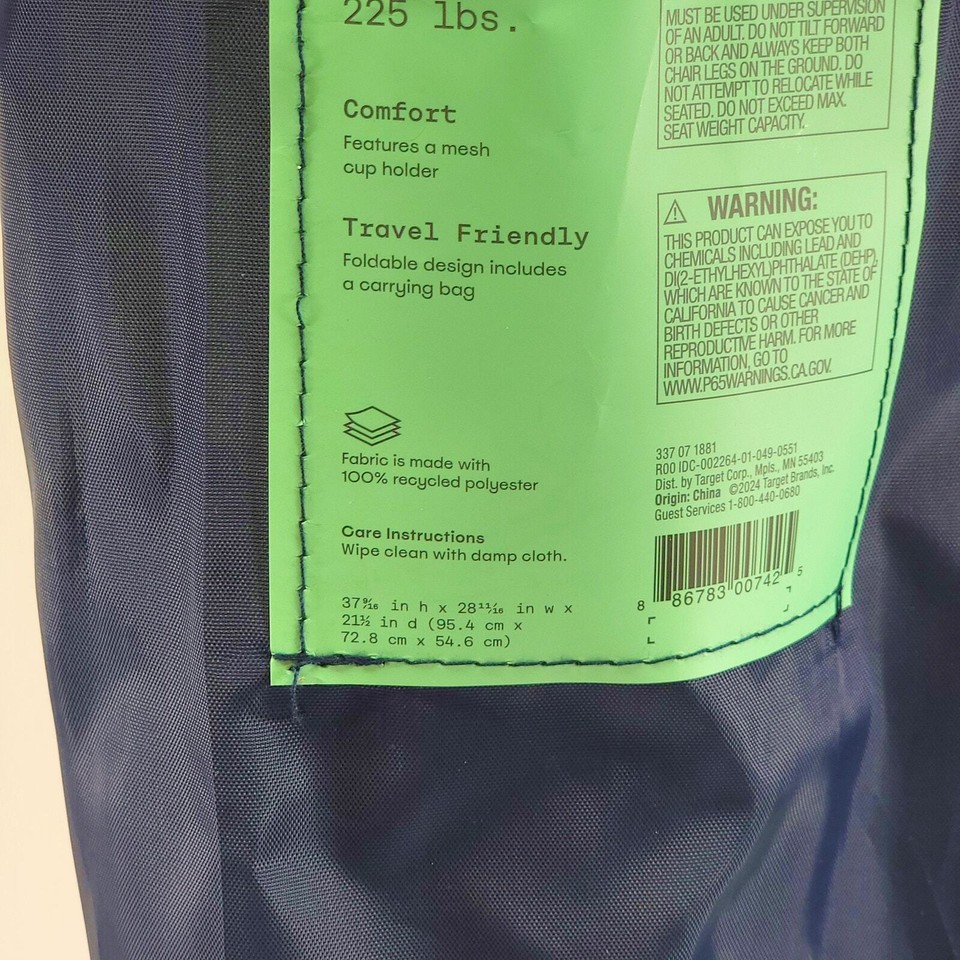 225 lbs.
Comfort
Features a mesh
cup holder
Travel Friendly
Foldable design includes
a carrying bag
Fabric is made with
100% recycled polyester
Care Instructions
Wipe clean with damp cloth.
37 9/16 in h x 28 11/16 in w x
21½ in d (95.4 cm x
72.8 cm x 54.6 cm)
MUST BE USED UNDER SUPERVISION
OF AN ADULT. DO NOT TILT FORWARD
OR BACK AND ALWAYS KEEP BOTH
CHAIR LEGS ON THE GROUND. DO
NOT ATTEMPT TO RELOCATE WHILE
SEATED. DO NOT EXCEED MAX.
SEAT WEIGHT CAPACITY.
⚠ WARNING:
THIS PRODUCT CAN EXPOSE YOU TO
CHEMICALS INCLUDING LEAD AND
DI(2-ETHYLHEXYL)PHTHALATE (DEHP),
WHICH ARE KNOWN TO THE STATE OF
CALIFORNIA TO CAUSE CANCER AND
BIRTH DEFECTS OR OTHER
REPRODUCTIVE HARM. FOR MORE
INFORMATION, GO TO
WWW.P65WARNINGS.CA.GOV.
337 07 1881
R00 IDC-002264-01-049-0551
Dist. by Target Corp., Mpls., MN 55403
Origin: China ©2024 Target Brands, Inc.
Guest Services 1-800-440-0680
8 86783 00742 5